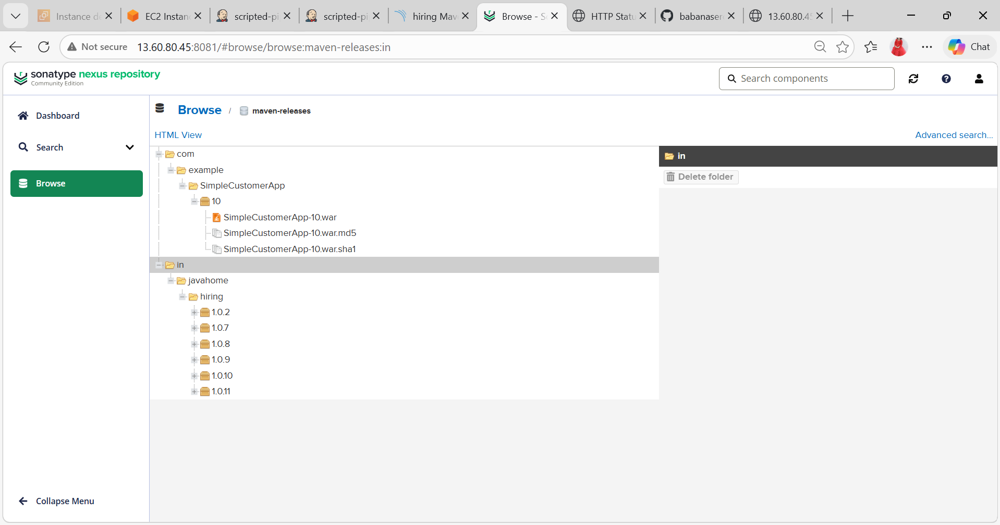 Instance de
EC2 Instan
scripted-pi
scripted-pi
hiring Mav
Browse - S
HTTP Statu
babanaser
13.60.80.45
Not secure
13.60.80.45:8081/#browse/browse:maven-releases:in
Chat
sonatype nexus repository
Community Edition
Search components
Dashboard
Search
Browse
Collapse Menu
Browse / maven-releases
HTML View
Advanced search...
com
example
SimpleCustomerApp
10
SimpleCustomerApp-10.war
SimpleCustomerApp-10.war.md5
SimpleCustomerApp-10.war.sha1
in
javahome
hiring
1.0.2
1.0.7
1.0.8
1.0.9
1.0.10
1.0.11
in
Delete folder